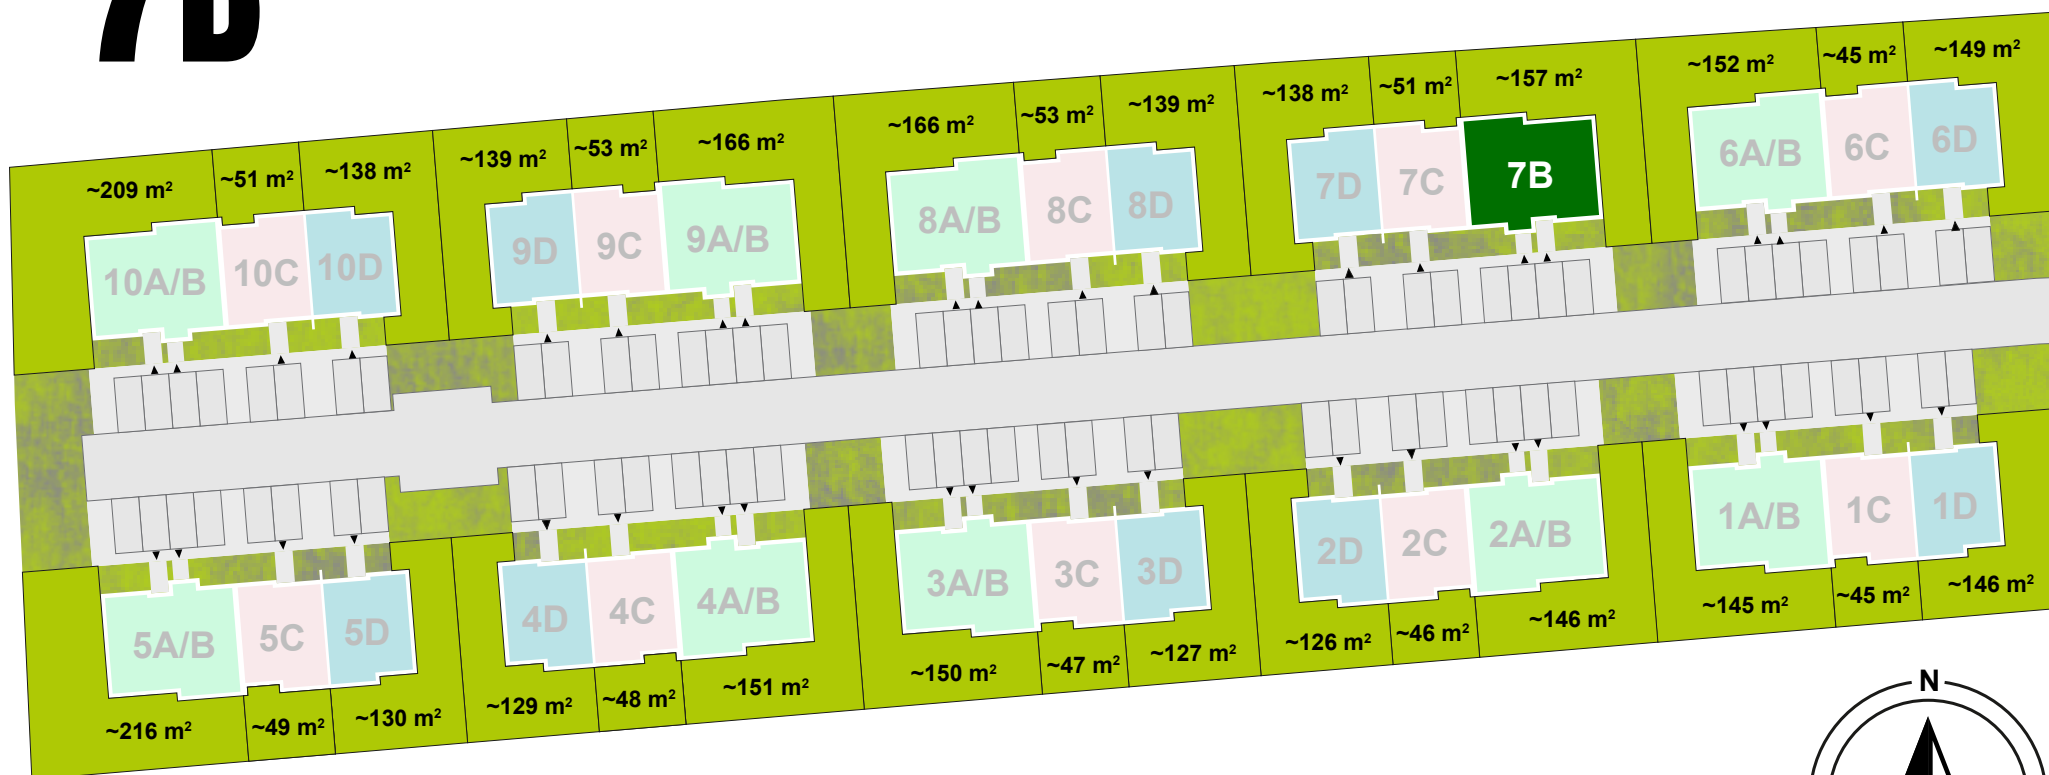 7B
~209 m²
~51 m²
~138 m²
~139 m²
~53 m²
~166 m²
~166 m²
~53 m²
~139 m²
~138 m²
~51 m²
~157 m²
~152 m²
~45 m²
~149 m²
10A/B
10C
10D
9D
9C
9A/B
8A/B
8C
8D
7D
7C
7B
6A/B
6C
6D
5A/B
5C
5D
4D
4C
4A/B
3A/B
3C
3D
2D
2C
2A/B
1A/B
1C
1D
~216 m²
~49 m²
~130 m²
~129 m²
~48 m²
~151 m²
~150 m²
~47 m²
~127 m²
~126 m²
~46 m²
~146 m²
~145 m²
~45 m²
~146 m²
N